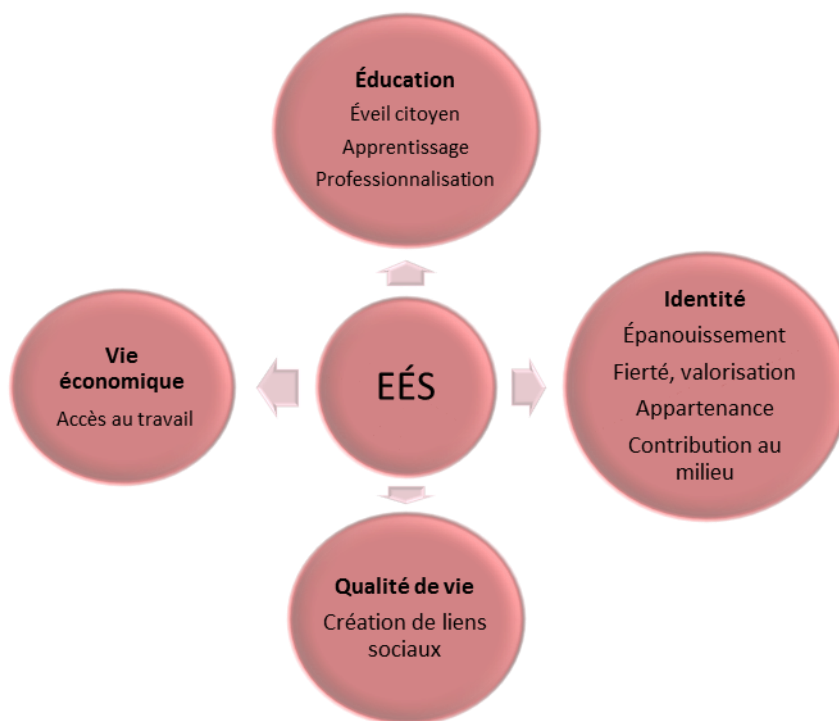 Éducation
Éveil citoyen
Apprentissage
Professionnalisation
Vie
économique
Accès au travail
EÉS
Identité
Épanouissement
Fierté, valorisation
Appartenance
Contribution au
milieu
Qualité de vie
Création de liens
sociaux